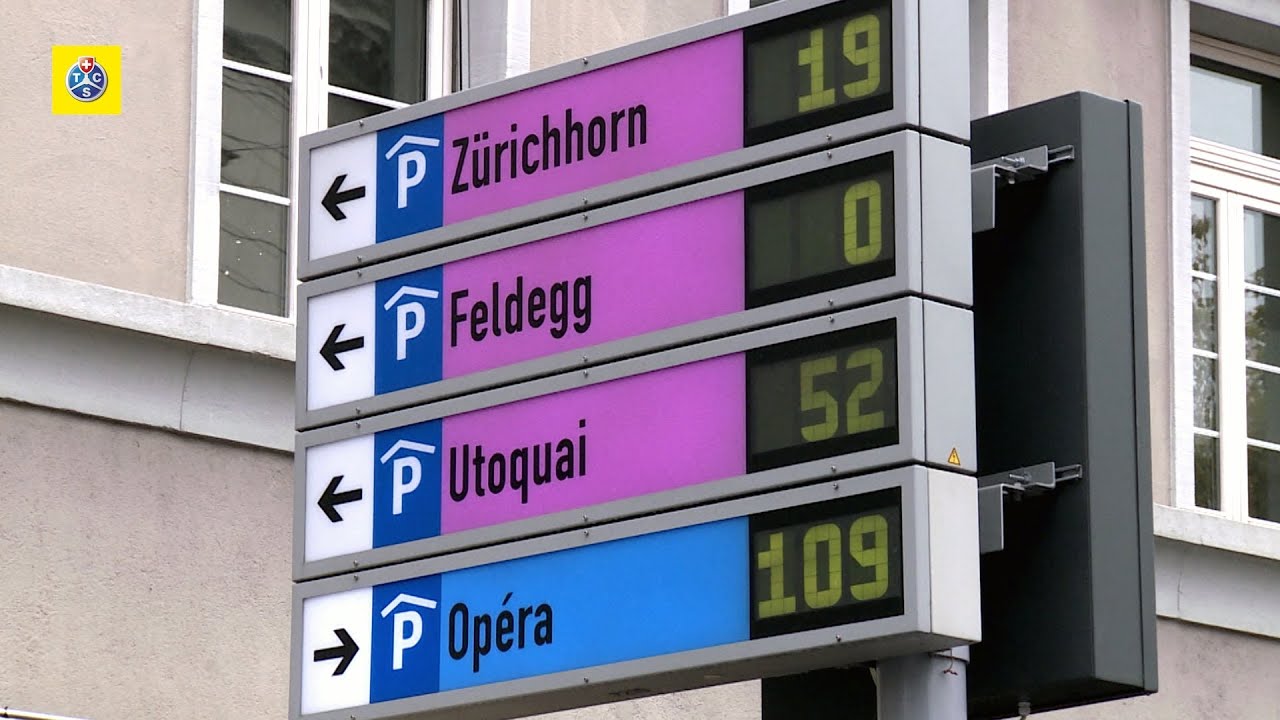 TCS
P Zürichhorn 19
P Feldegg 0
P Utoquai 52
P Opéra 109